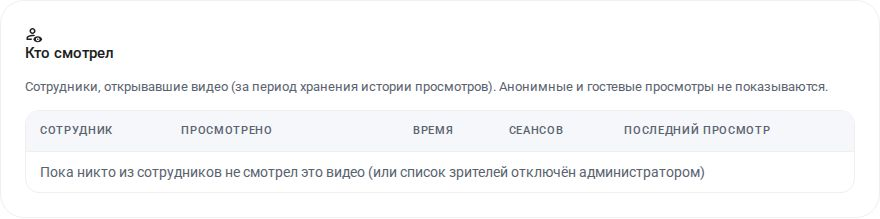 Кто смотрел
Сотрудники, открывавшие видео (за период хранения истории просмотров). Анонимные и гостевые просмотры не показываются.
СОТРУДНИК ПРОСМОТРЕНО ВРЕМЯ СЕАНСОВ ПОСЛЕДНИЙ ПРОСМОТР
Пока никто из сотрудников не смотрел это видео (или список зрителей отключён администратором)